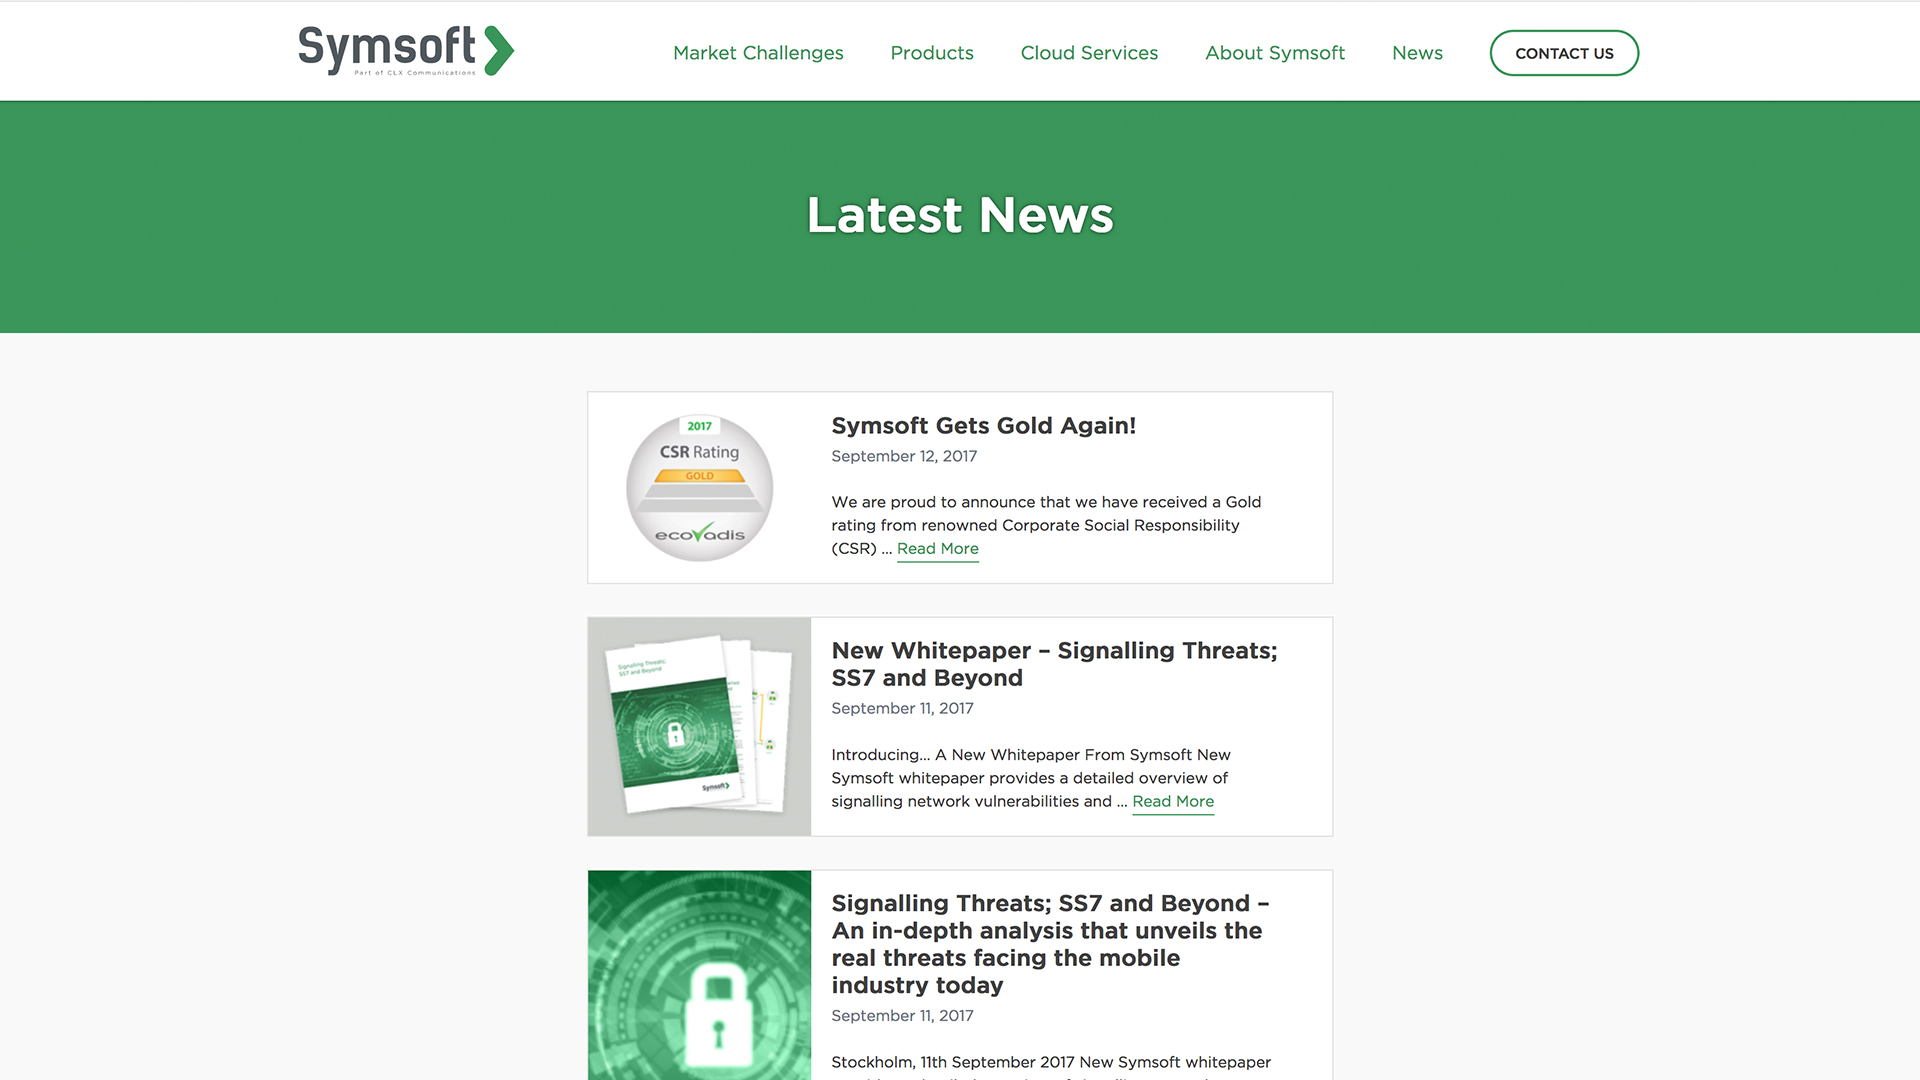 Symsoft
Part of CLX Communications
Market Challenges
Products
Cloud Services
About Symsoft
News
CONTACT US
Latest News
2017
CSR Rating
GOLD
ecovadis
Symsoft Gets Gold Again!
September 12, 2017
We are proud to announce that we have received a Gold
rating from renowned Corporate Social Responsibility
(CSR) ... Read More
Signalling Threats;
SS7 and Beyond
Symsoft
New Whitepaper – Signalling Threats;
SS7 and Beyond
September 11, 2017
Introducing... A New Whitepaper From Symsoft New
Symsoft whitepaper provides a detailed overview of
signalling network vulnerabilities and ... Read More
Signalling Threats; SS7 and Beyond –
An in-depth analysis that unveils the
real threats facing the mobile
industry today
September 11, 2017
Stockholm, 11th September 2017 New Symsoft whitepaper